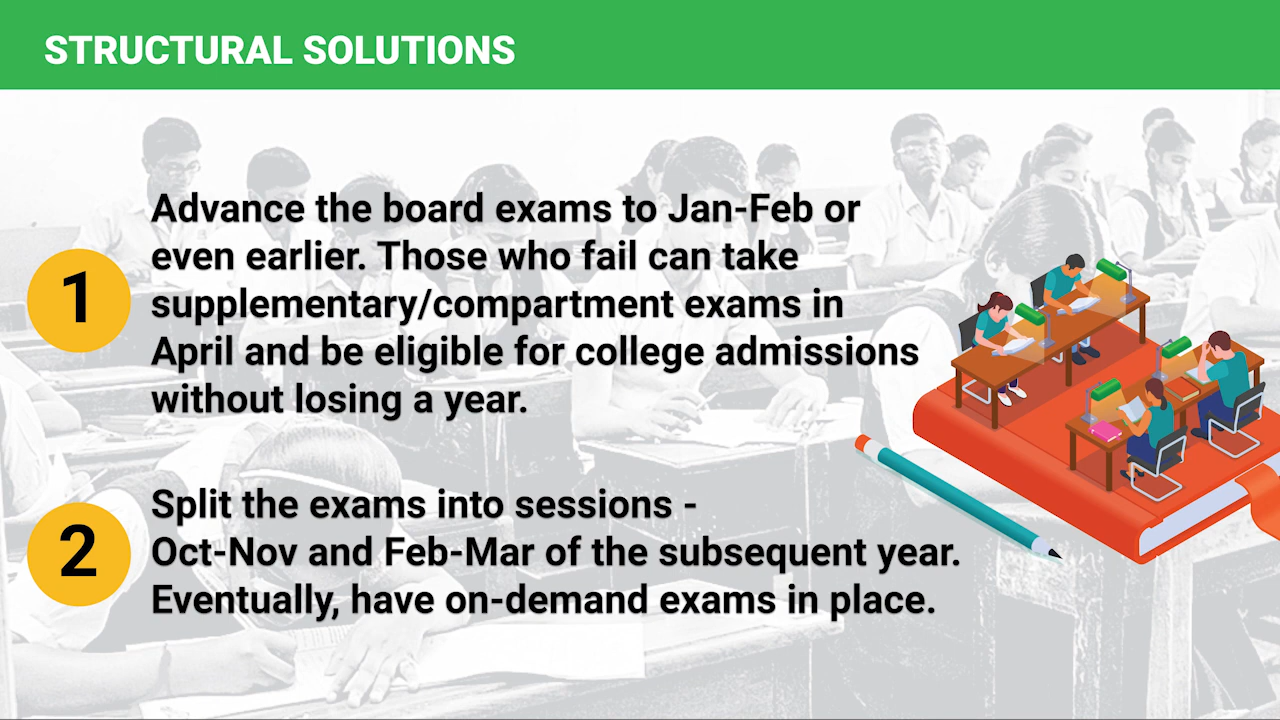 STRUCTURAL SOLUTIONS
1
Advance the board exams to Jan-Feb or
even earlier. Those who fail can take
supplementary/compartment exams in
April and be eligible for college admissions
without losing a year.
2
Split the exams into sessions -
Oct-Nov and Feb-Mar of the subsequent year.
Eventually, have on-demand exams in place.